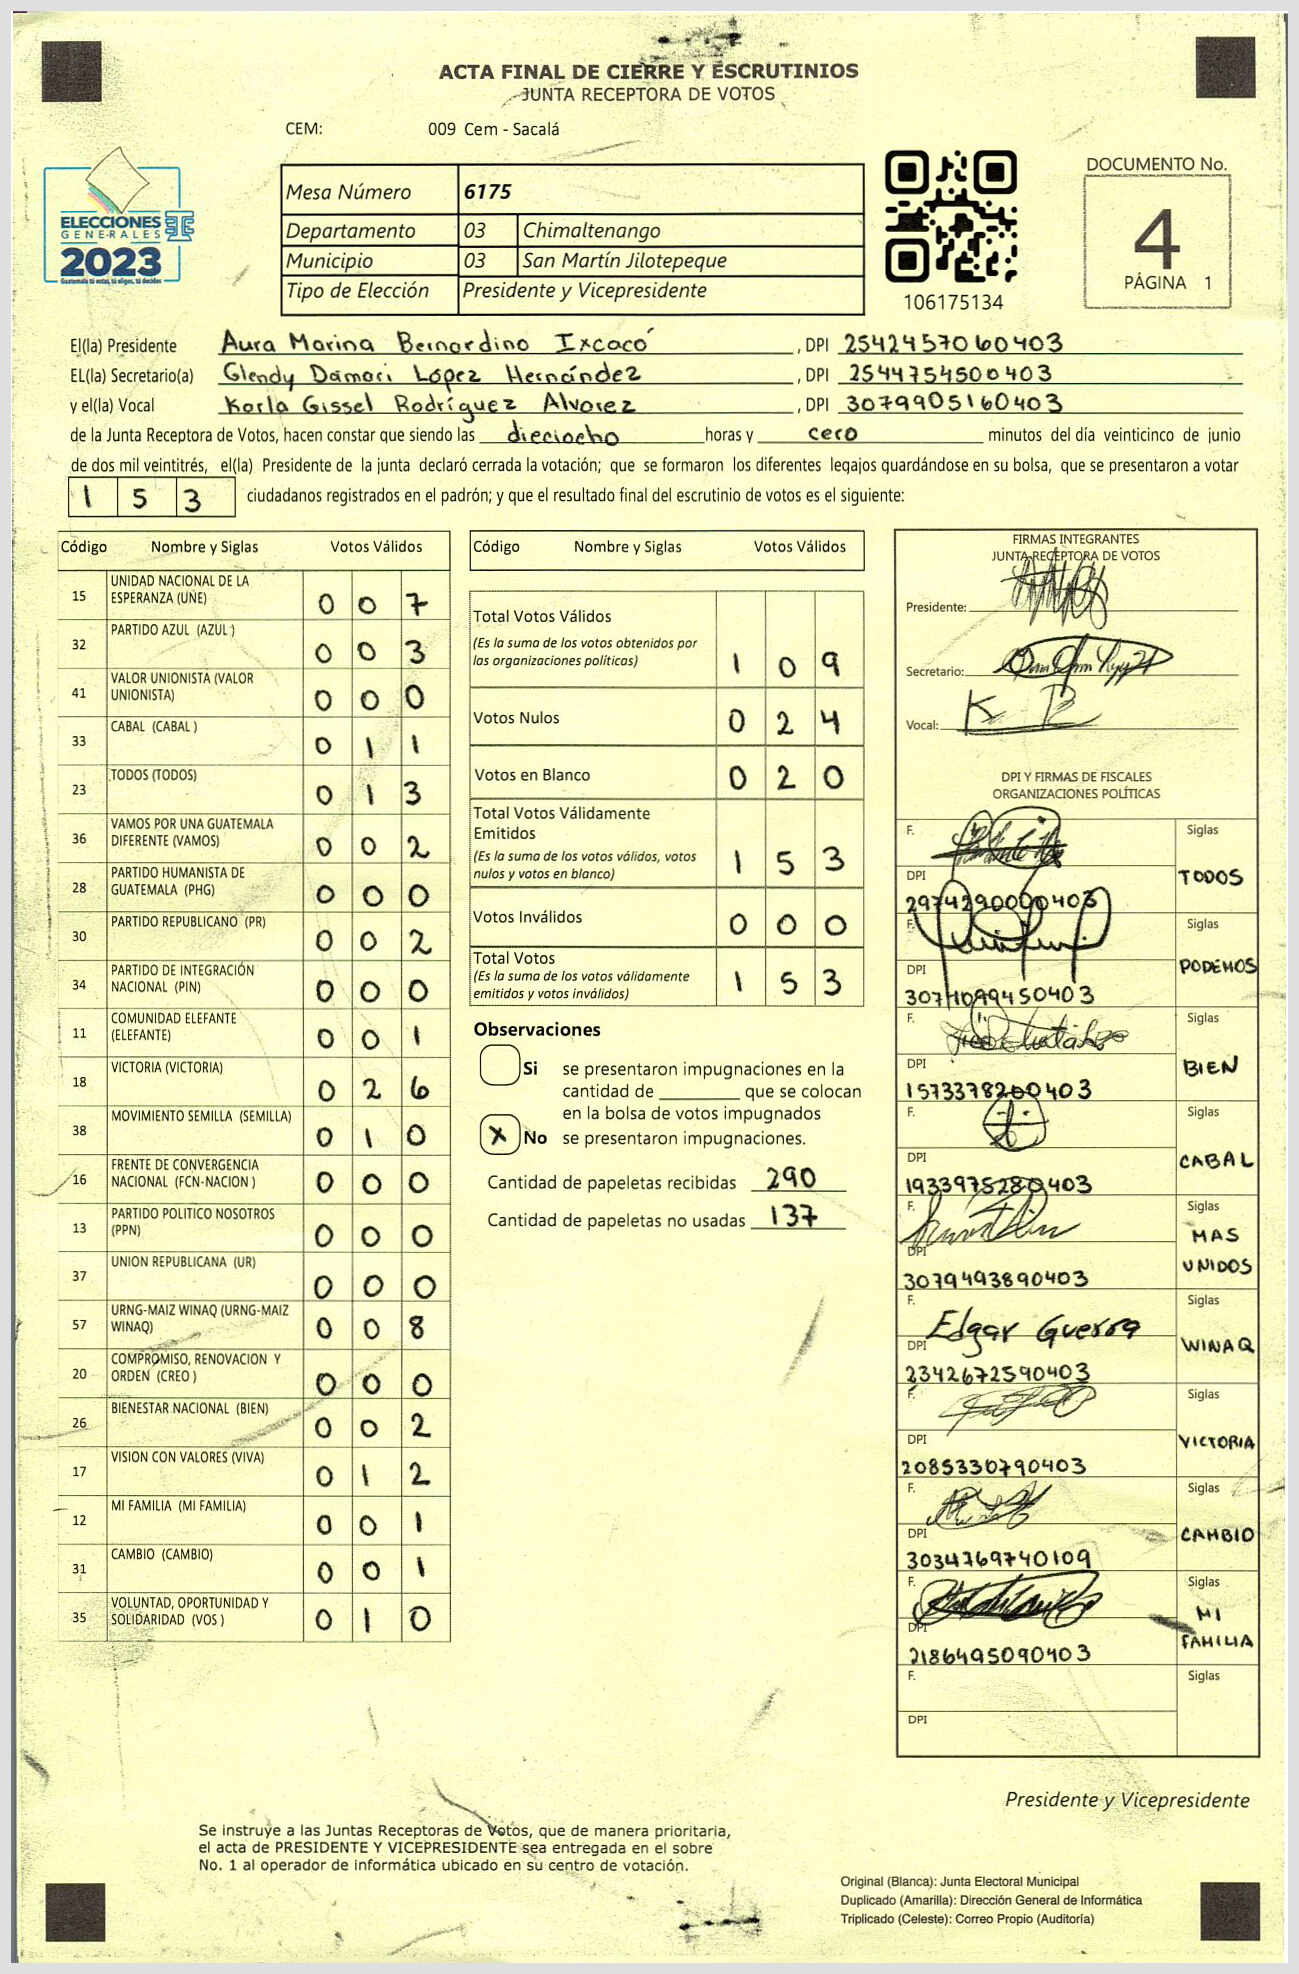 ACTA FINAL DE CIERRE Y ESCRUTINIOS
JUNTA RECEPTORA DE VOTOS
CEM: 009 Cem - Sacalá
ELECCIONES
GENERALES
2023
Guatemala tú votas, tú eliges, tú decides
Mesa Número 6175
Departamento 03 Chimaltenango
Municipio 03 San Martín Jilotepeque
Tipo de Elección Presidente y Vicepresidente
106175134
DOCUMENTO No.
4
PÁGINA 1
El(la) Presidente Aura Marina Bernardino Ixcacó , DPI 2542457060403
EL(la) Secretario(a) Glendy Damari López Hernández , DPI 2544754500403
y el(la) Vocal Karla Gissel Rodríguez Alvarez , DPI 3079905160403
de la Junta Receptora de Votos, hacen constar que siendo las dieciocho horas y cero minutos del día veinticinco de junio
de dos mil veintitrés, el(la) Presidente de la junta declaró cerrada la votación; que se formaron los diferentes legajos guardándose en su bolsa, que se presentaron a votar
153 ciudadanos registrados en el padrón; y que el resultado final del escrutinio de votos es el siguiente:
Código Nombre y Siglas Votos Válidos
15 UNIDAD NACIONAL DE LA
ESPERANZA (UNE) 0 0 7
32 PARTIDO AZUL (AZUL ) 0 0 3
41 VALOR UNIONISTA (VALOR
UNIONISTA) 0 0 0
33 CABAL (CABAL ) 0 1 1
23 TODOS (TODOS) 0 1 3
36 VAMOS POR UNA GUATEMALA
DIFERENTE (VAMOS) 0 0 2
28 PARTIDO HUMANISTA DE
GUATEMALA (PHG) 0 0 0
30 PARTIDO REPUBLICANO (PR) 0 0 2
34 PARTIDO DE INTEGRACIÓN
NACIONAL (PIN) 0 0 0
11 COMUNIDAD ELEFANTE
(ELEFANTE) 0 0 1
18 VICTORIA (VICTORIA) 0 2 6
38 MOVIMIENTO SEMILLA (SEMILLA) 0 1 0
16 FRENTE DE CONVERGENCIA
NACIONAL (FCN-NACION ) 0 0 0
13 PARTIDO POLITICO NOSOTROS
(PPN) 0 0 0
37 UNION REPUBLICANA (UR) 0 0 0
57 URNG-MAIZ WINAQ (URNG-MAIZ
WINAQ) 0 0 8
20 COMPROMISO, RENOVACION Y
ORDEN (CREO ) 0 0 0
26 BIENESTAR NACIONAL (BIEN) 0 0 2
17 VISION CON VALORES (VIVA) 0 1 2
12 MI FAMILIA (MI FAMILIA) 0 0 1
31 CAMBIO (CAMBIO) 0 0 1
35 VOLUNTAD, OPORTUNIDAD Y
SOLIDARIDAD (VOS ) 0 1 0
Código Nombre y Siglas Votos Válidos
Total Votos Válidos
(Es la suma de los votos obtenidos por
las organizaciones políticas) 1 0 9
Votos Nulos 0 2 4
Votos en Blanco 0 2 0
Total Votos Válidamente
Emitidos
(Es la suma de los votos válidos, votos
nulos y votos en blanco) 1 5 3
Votos Inválidos 0 0 0
Total Votos
(Es la suma de los votos válidamente
emitidos y votos inválidos) 1 5 3
Observaciones
Si se presentaron impugnaciones en la
cantidad de ________ que se colocan
en la bolsa de votos impugnados
X No se presentaron impugnaciones.
Cantidad de papeletas recibidas 290
Cantidad de papeletas no usadas 137
FIRMAS INTEGRANTES
JUNTA RECEPTORA DE VOTOS
Presidente:
Secretario:
Vocal:
DPI Y FIRMAS DE FISCALES
ORGANIZACIONES POLÍTICAS
F. Siglas
DPI TODOS
2974290000403
F. Siglas
DPI PODEMOS
3071099450403
F. Siglas
DPI BIEN
1573378200403
F. Siglas
DPI CABAL
1933975280403
F. Siglas
DPI MAS
UNIDOS
3079493890403
F. Edgar Guerra Siglas
DPI WINAQ
2342672590403
F. Siglas
DPI VICTORIA
2085330790403
F. Siglas
DPI CAMBIO
3034769740109
F. Siglas
DPI MI
FAMILIA
2186495090403
F. Siglas
DPI
Presidente y Vicepresidente
Se instruye a las Juntas Receptoras de Votos, que de manera prioritaria,
el acta de PRESIDENTE Y VICEPRESIDENTE sea entregada en el sobre
No. 1 al operador de informática ubicado en su centro de votación.
Original (Blanca): Junta Electoral Municipal
Duplicado (Amarilla): Dirección General de Informática
Triplicado (Celeste): Correo Propio (Auditoría)